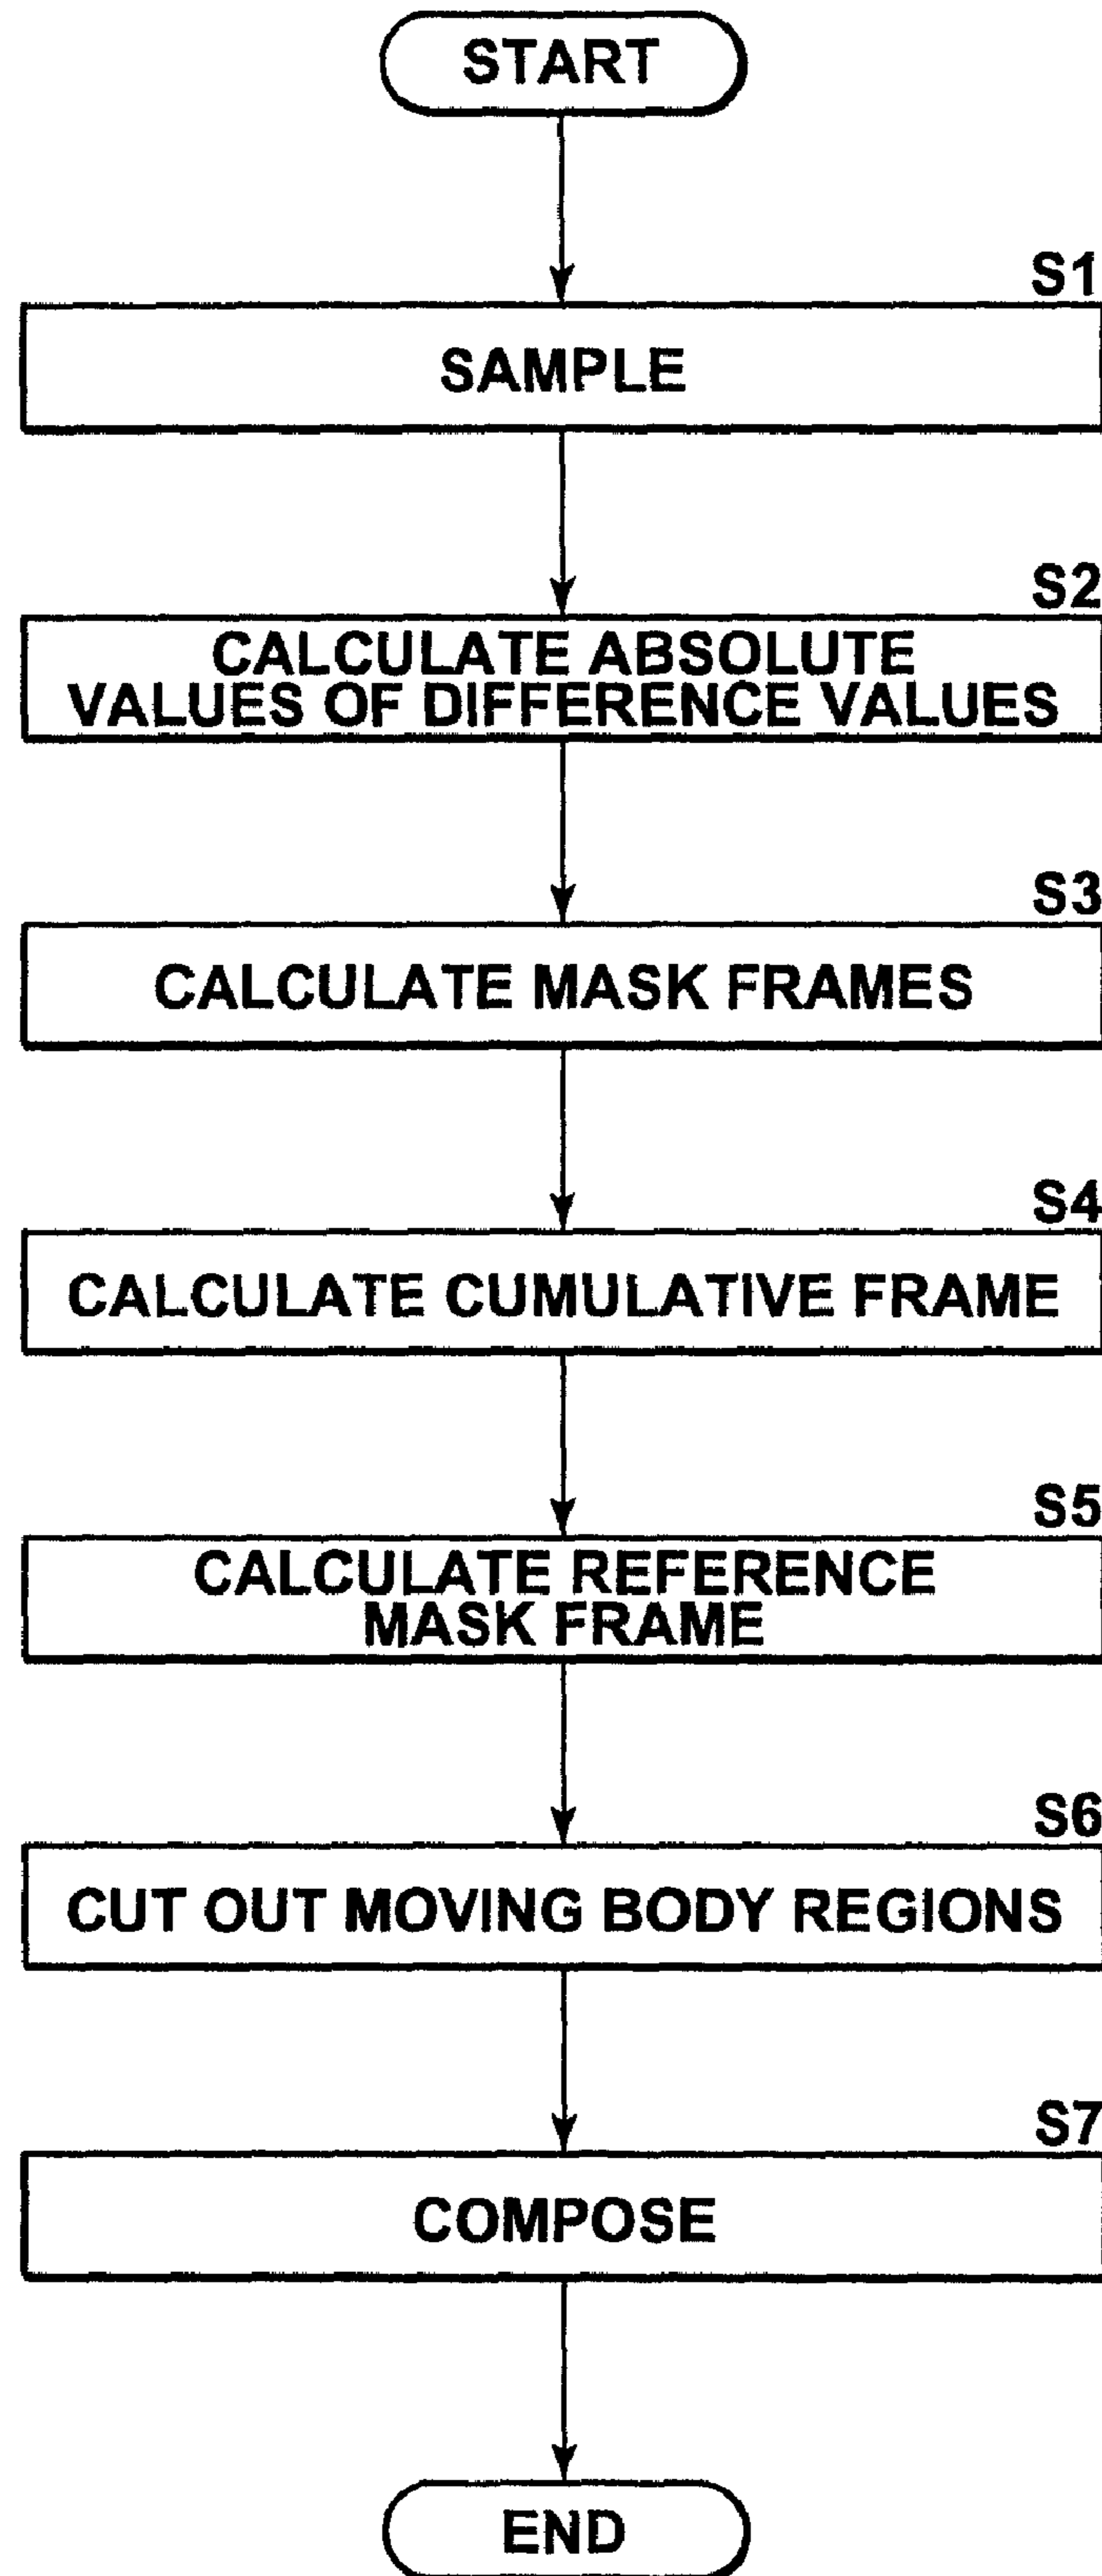 START
S1
SAMPLE
S2
CALCULATE ABSOLUTE
VALUES OF DIFFERENCE VALUES
S3
CALCULATE MASK FRAMES
S4
CALCULATE CUMULATIVE FRAME
S5
CALCULATE REFERENCE
MASK FRAME
S6
CUT OUT MOVING BODY REGIONS
S7
COMPOSE
END